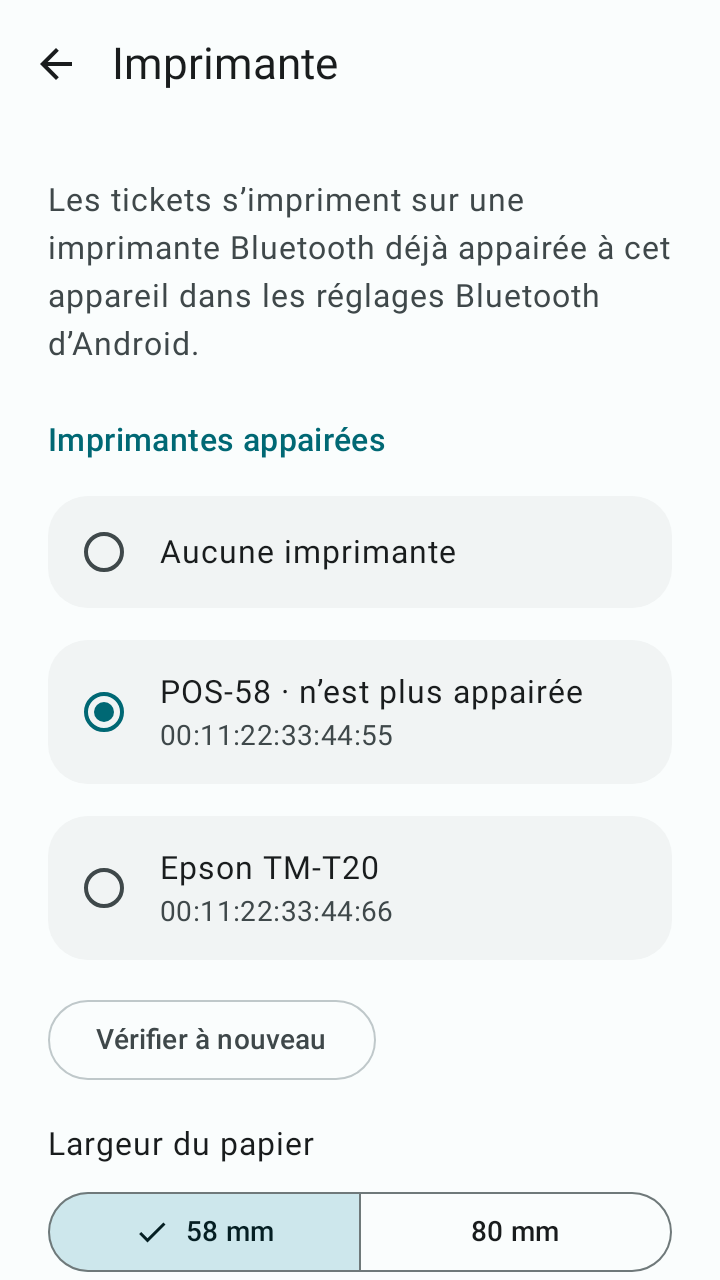 Imprimante
Les tickets s’impriment sur une
imprimante Bluetooth déjà appairée à cet
appareil dans les réglages Bluetooth
d’Android.
Imprimantes appairées
Aucune imprimante
POS-58 · n’est plus appairée
00:11:22:33:44:55
Epson TM-T20
00:11:22:33:44:66
Vérifier à nouveau
Largeur du papier
58 mm
80 mm